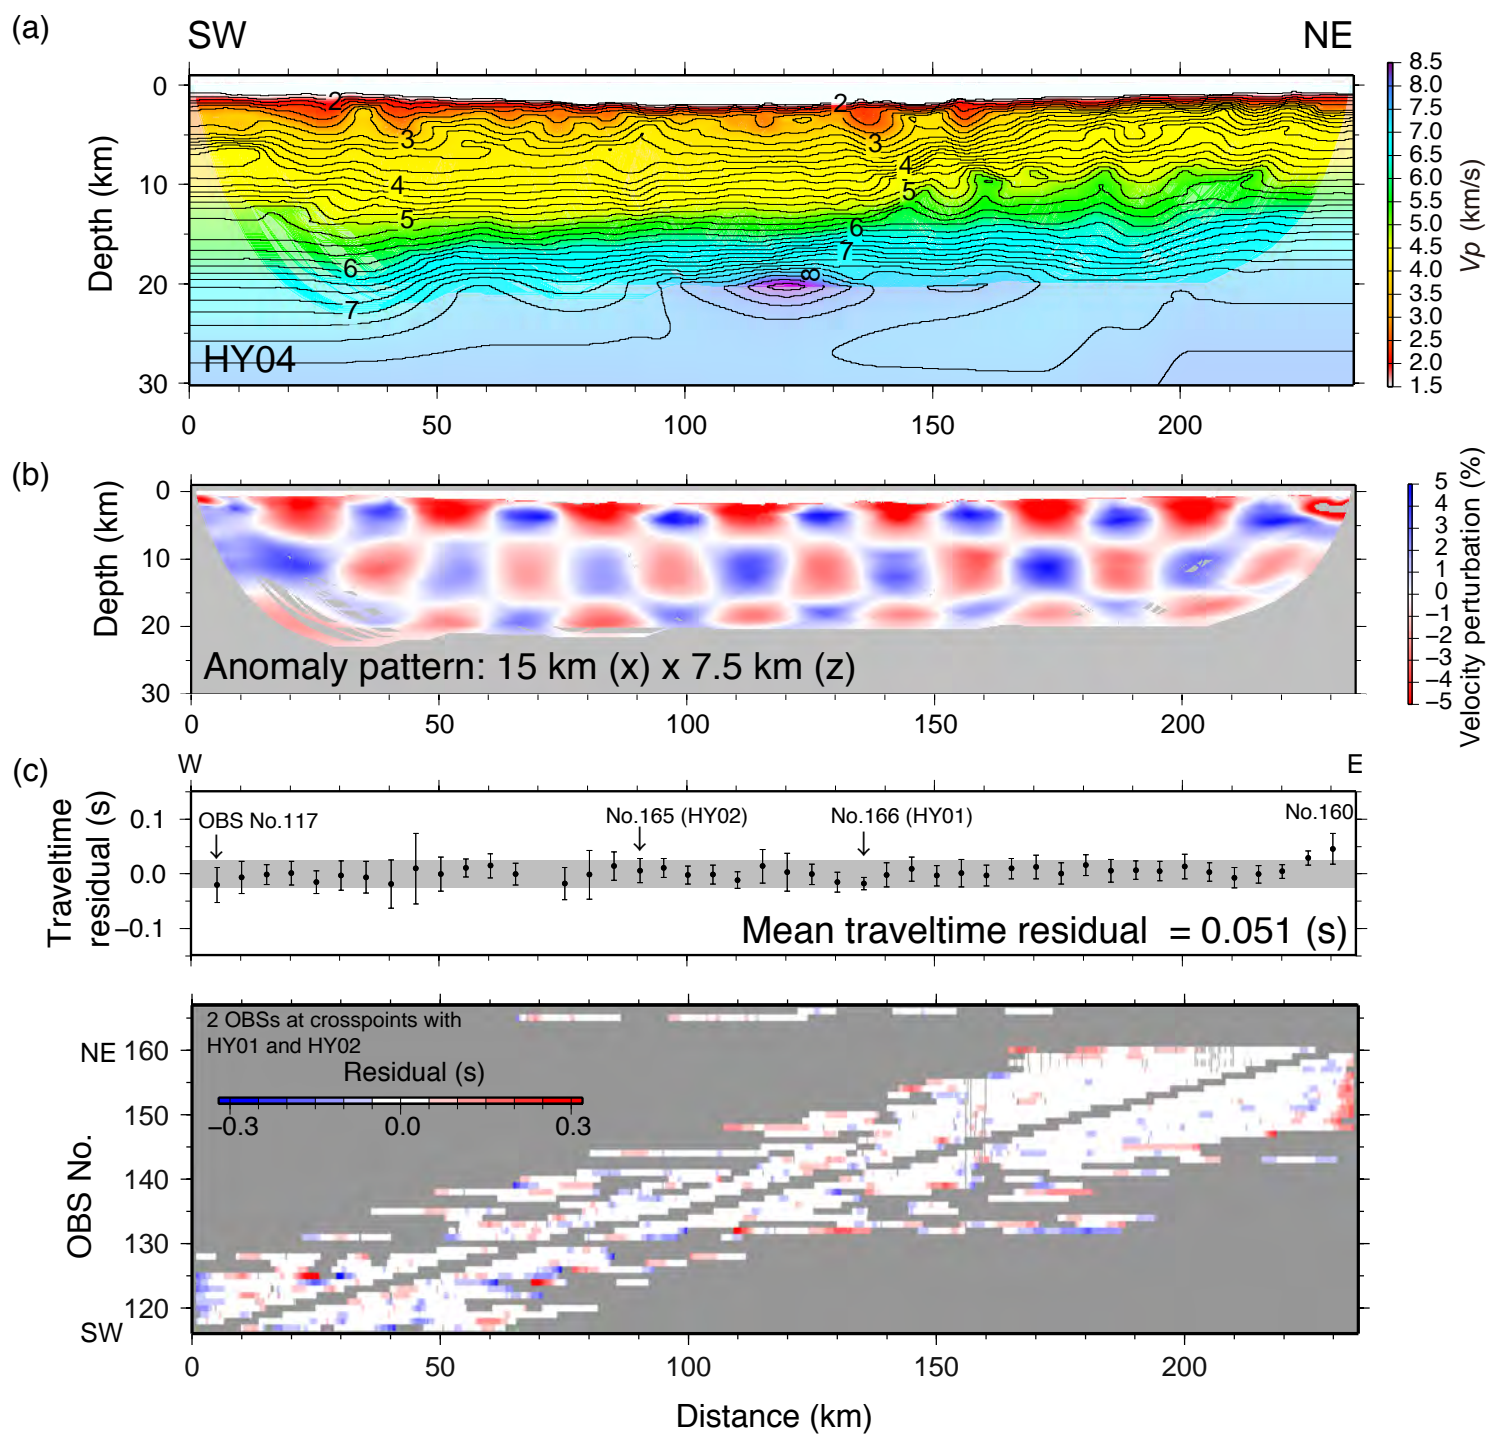 (a)
SW
NE
0
10
20
30
Depth (km)
2
2
3
3
4
4
5
5
6
6
7
7
8
HY04
0
50
100
150
200
8.5
8.0
7.5
7.0
6.5
6.0
5.5
5.0
4.5
4.0
3.5
3.0
2.5
2.0
1.5
Vp (km/s)
(b)
0
10
20
30
Depth (km)
Anomaly pattern: 15 km (x) x 7.5 km (z)
0
50
100
150
200
5
4
3
2
1
0
−1
−2
−3
−4
−5
Velocity perturbation (%)
(c)
W
E
0.1
0.0
−0.1
Traveltime
residual (s)
OBS No.117
No.165 (HY02)
No.166 (HY01)
No.160
Mean traveltime residual = 0.051 (s)
2 OBSs at crosspoints with
HY01 and HY02
Residual (s)
−0.3
0.0
0.3
NE
160
150
140
130
120
SW
OBS No.
0
50
100
150
200
Distance (km)